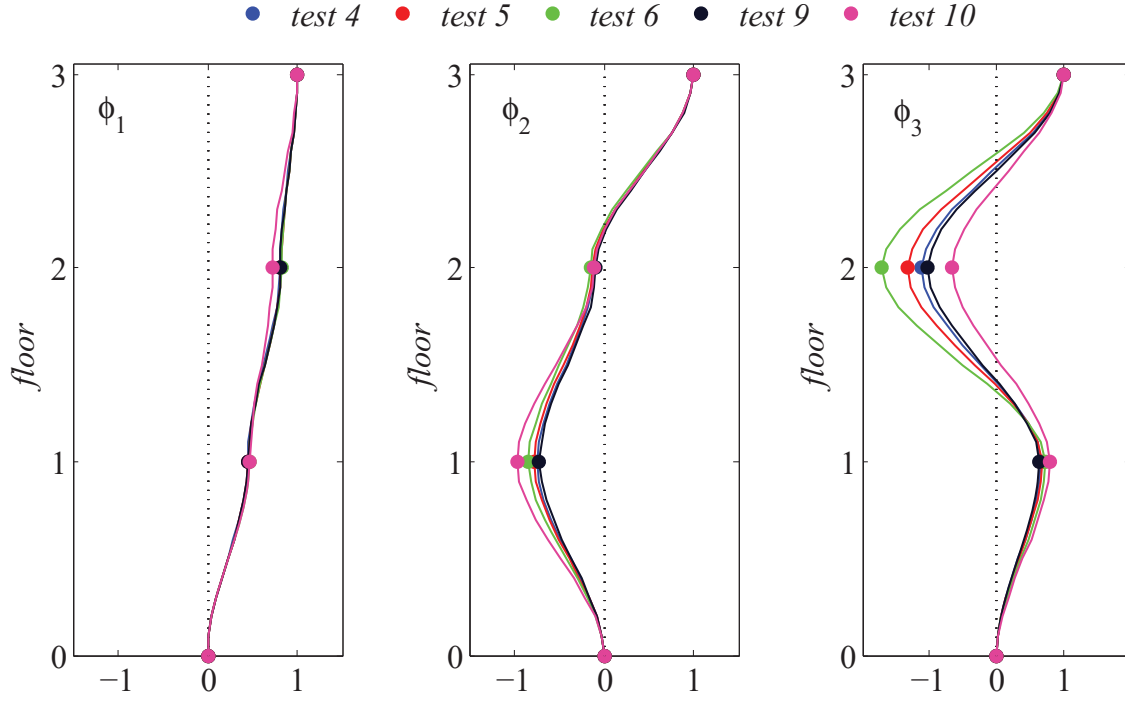 test 4 test 5 test 6 test 9 test 10
3 3 3
ϕ1 ϕ2 ϕ3
2 2 2
floor floor floor
1 1 1
0 0 0
−1 0 1 −1 0 1 −1 0 1